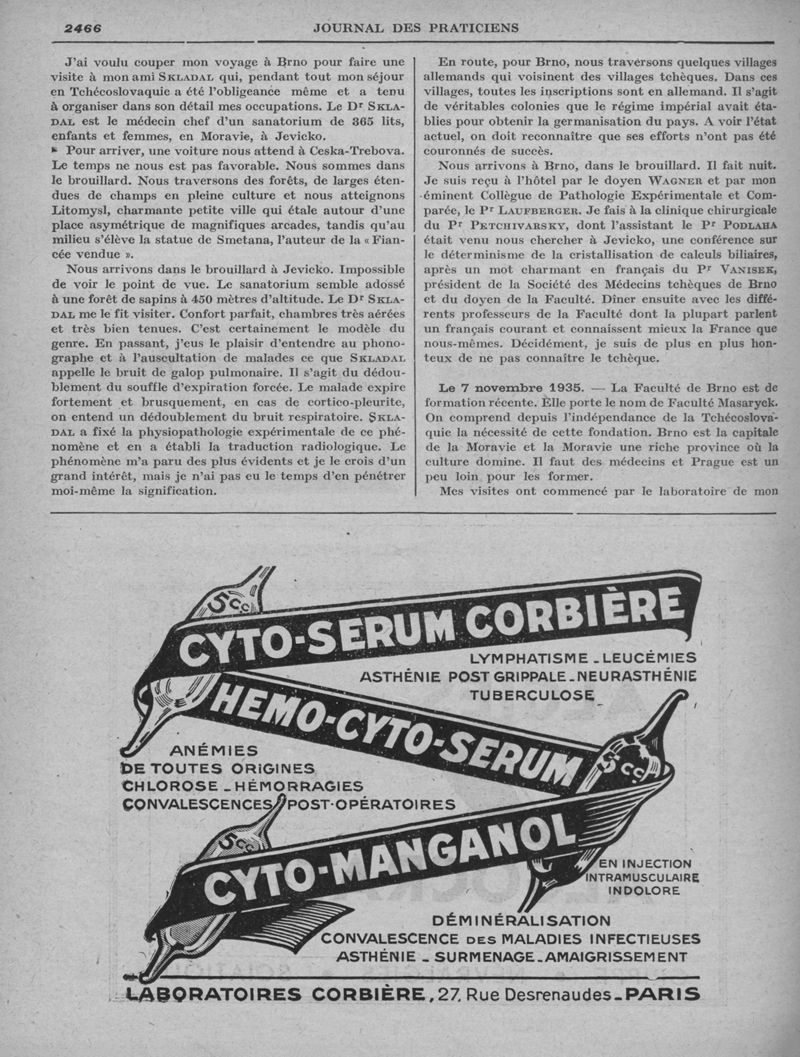 2466
JOURNAL DES PRATICIENS
J'ai voulu couper mon voyage à Brno pour faire une
visite à mon ami SKLADAL qui, pendant tout mon séjour
en Tchécoslovaquie a été l'obligeance même et a tenu
à organiser dans son détail mes occupations. Le Dr SKLA-
DAL est le médecin chef d'un sanatorium de 365 lits,
enfants et femmes, en Moravie, à Jevicko.
Pour arriver, une voiture nous attend à Ceska-Trebova.
Le temps ne nous est pas favorable. Nous sommes dans
le brouillard. Nous traversons des forêts, de larges éten-
dues de champs en pleine culture et nous atteignons
Litomysl, charmante petite ville qui étale autour d'une
place asymétrique de magnifiques arcades, tandis qu'au
milieu s'élève la statue de Smetana, l'auteur de la « Fian-
cée vendue ».
Nous arrivons dans le brouillard à Jevicko. Impossible
de voir le point de vue. Le sanatorium semble adossé
à une forêt de sapins à 450 mètres d'altitude. Le Dr SKLA-
DAL me le fit visiter. Confort parfait, chambres très aérées
et très bien tenues. C'est certainement le modèle du
genre. En passant, j'eus le plaisir d'entendre au phono-
graphe et à l'auscultation de malades ce que SKLADAL
appelle le bruit de galop pulmonaire. Il s'agit du dédou-
blement du souffle d'expiration forcée. Le malade expire
fortement et brusquement, en cas de cortico-pleurite,
on entend un dédoublement du bruit respiratoire. SKLA-
DAL a fixé la physiopathologie expérimentale de ce phé-
nomène et en a établi la traduction radiologique. Le
phénomène m'a paru des plus évidents et je le crois d'un
grand intérêt, mais je n'ai pas eu le temps d'en pénétrer
moi-même la signification.
En route, pour Brno, nous traversons quelques villages
allemands qui voisinent des villages tchèques. Dans ces
villages, toutes les inscriptions sont en allemand. Il s'agit
de véritables colonies que le régime impérial avait éta-
blies pour obtenir la germanisation du pays. A voir l'état
actuel, on doit reconnaître que ses efforts n'ont pas été
couronnés de succès.
Nous arrivons à Brno, dans le brouillard. Il fait nuit.
Je suis reçu à l'hôtel par le doyen WAGNER et par mon
éminent Collègue de Pathologie Expérimentale et Com-
parée, le Pr LAUFBERGER. Je fais à la clinique chirurgicale
du Pr PETCHIVARSKY, dont l'assistant le Pr PODLAHA
était venu nous chercher à Jevicko, une conférence sur
le déterminisme de la cristallisation de calculs biliaires,
après un mot charmant en français du Pr VANISEK,
président de la Société des Médecins tchèques de Brno
et du doyen de la Faculté. Dîner ensuite avec les diffé-
rents professeurs de la Faculté dont la plupart parlent
un français courant et connaissent mieux la France que
nous-mêmes. Décidément, je suis de plus en plus hon-
teux de ne pas connaître le tchèque.
Le 7 novembre 1935. — La Faculté de Brno est de
formation récente. Elle porte le nom de Faculté Masaryck.
On comprend depuis l'indépendance de la Tchécoslova-
quie la nécessité de cette fondation. Brno est la capitale
de la Moravie et la Moravie une riche province où la
culture domine. Il faut des médecins et Prague est un
peu loin pour les former.
Mes visites ont commencé par le laboratoire de mon
5 cc.
CYTO-SERUM CORBIÈRE
LYMPHATISME - LEUCÉMIES
ASTHÉNIE POST GRIPPALE - NEURASTHÉNIE
TUBERCULOSE
HEMO-CYTO-SERUM
5 cc
ANÉMIES
DE TOUTES ORIGINES
CHLOROSE - HÉMORRAGIES
CONVALESCENCES POST-OPÉRATOIRES
5cc
CYTO-MANGANOL
EN INJECTION
INTRAMUSCULAIRE
INDOLORE
DÉMINÉRALISATION
CONVALESCENCE DES MALADIES INFECTIEUSES
ASTHÉNIE - SURMENAGE - AMAIGRISSEMENT
LABORATOIRES CORBIÈRE, 27, Rue Desrenaudes - PARIS